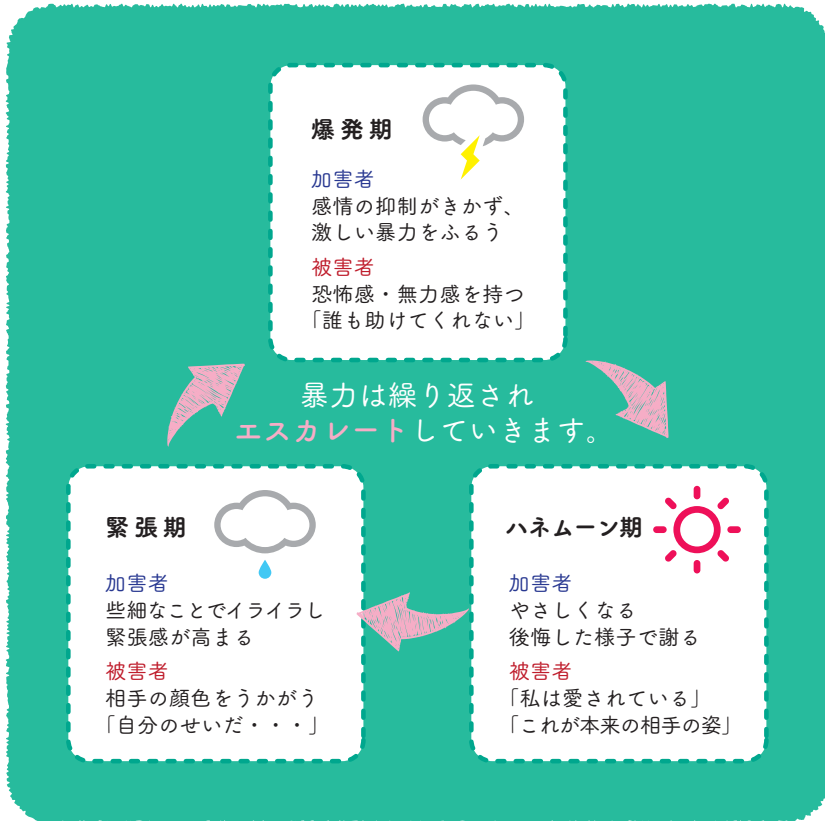 爆発期
加害者
感情の抑制がきかず、
激しい暴力をふるう
被害者
恐怖感・無力感を持つ
「誰も助けてくれない」
暴力は繰り返され
エスカレートしていきます。
緊張期
加害者
些細なことでイライラし
緊張感が高まる
被害者
相手の顔色をうかがう
「自分のせいだ・・・」
ハネムーン期
加害者
やさしくなる
後悔した様子で謝る
被害者
「私は愛されている」
「これが本来の相手の姿」